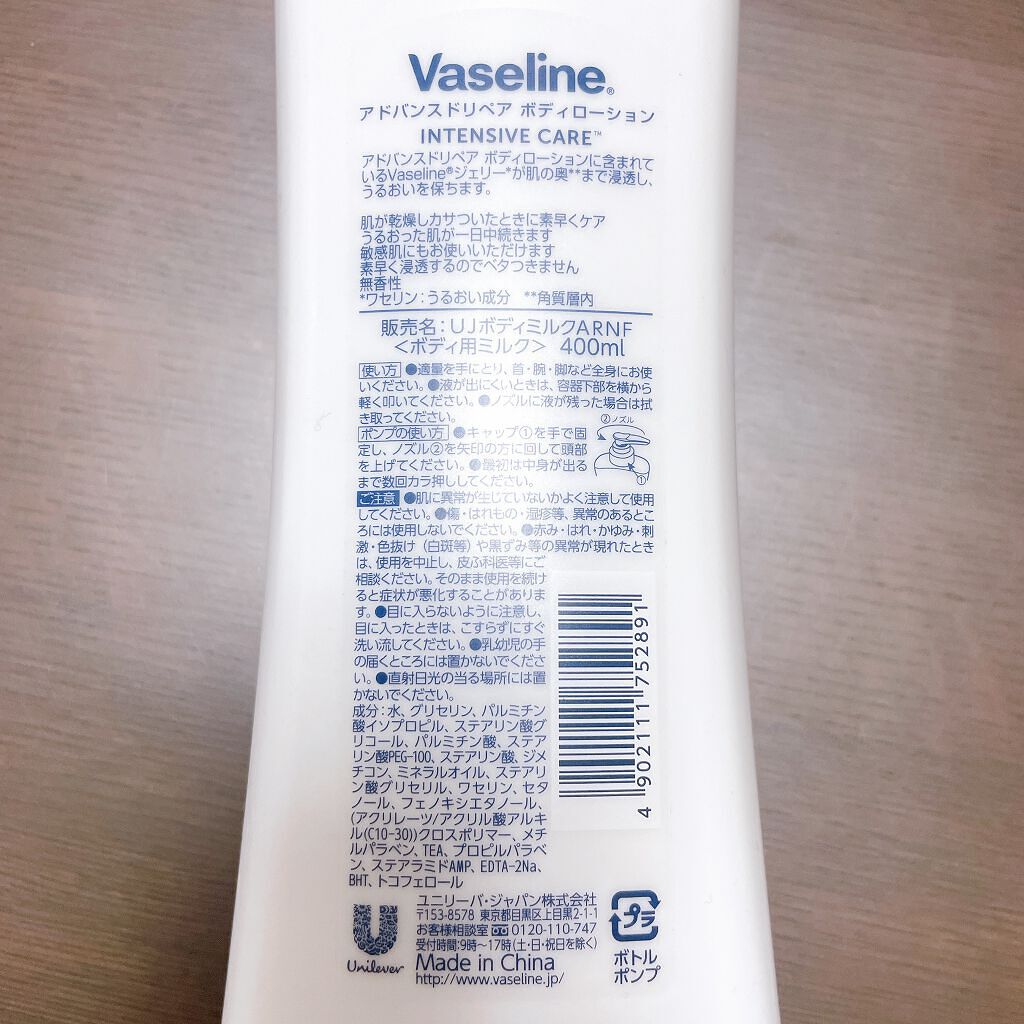 Vaseline®
アドバンスドリペア ボディローション
INTENSIVE CARE™
アドバンスドリペア ボディローションに含まれて
いるVaseline®ジェリー*が肌の奥**まで浸透し、
うるおいを保ちます。
肌が乾燥しカサついたときに素早くケア
うるおった肌が一日中続きます
敏感肌にもお使いいただけます
素早く浸透するのでベタつきません
無香性
*ワセリン：うるおい成分 **角質層内
販売名：UJボディミルクARNF
＜ボディ用ミルク＞ 400ml
使い方 ●適量を手にとり、首・腕・脚など全身にお使
いください。●液が出にくいときは、容器下部を横から
軽く叩いてください。●ノズルに液が残った場合は拭
き取ってください。
②ノズル
ポンプの使い方 ●キャップ①を手で固
定し、ノズル②を矢印の方に回して頭部
を上げてください。●最初は中身が出る
まで数回カラ押ししてください。
①
ご注意 ●肌に異常が生じていないかよく注意して使用
してください。●傷・はれもの・湿疹等、異常のあるとこ
ろには使用しないでください。●赤み・はれ・かゆみ・刺
激・色抜け（白斑等）や黒ずみ等の異常が現れたとき
は、使用を中止し、皮ふ科医等にご
相談ください。そのまま使用を続け
ると症状が悪化することがありま
す。●目に入らないように注意し、
目に入ったときは、こすらずにすぐ
洗い流してください。●乳幼児の手
の届くところには置かないでくださ
い。●直射日光の当る場所には置
かないでください。
成分：水、グリセリン、パルミチン
酸イソプロピル、ステアリン酸グ
リコール、パルミチン酸、ステア
リン酸PEG-100、ステアリン酸、ジメ
チコン、ミネラルオイル、ステアリ
ン酸グリセリル、ワセリン、セタ
ノール、フェノキシエタノール、
(アクリレーツ/アクリル酸アルキ
ル(C10-30))クロスポリマー、メチ
ルパラベン、TEA、プロピルパラベ
ン、ステアラミドAMP、EDTA-2Na、
BHT、トコフェロール
4 902111 752891
Unilever
ユニリーバ・ジャパン株式会社
〒153-8578 東京都目黒区上目黒2-1-1
お客様相談室 0120-110-747
受付時間：9時～17時(土・日・祝日を除く)
Made in China
http://www.vaseline.jp/
プラ
ボトル
ポンプ